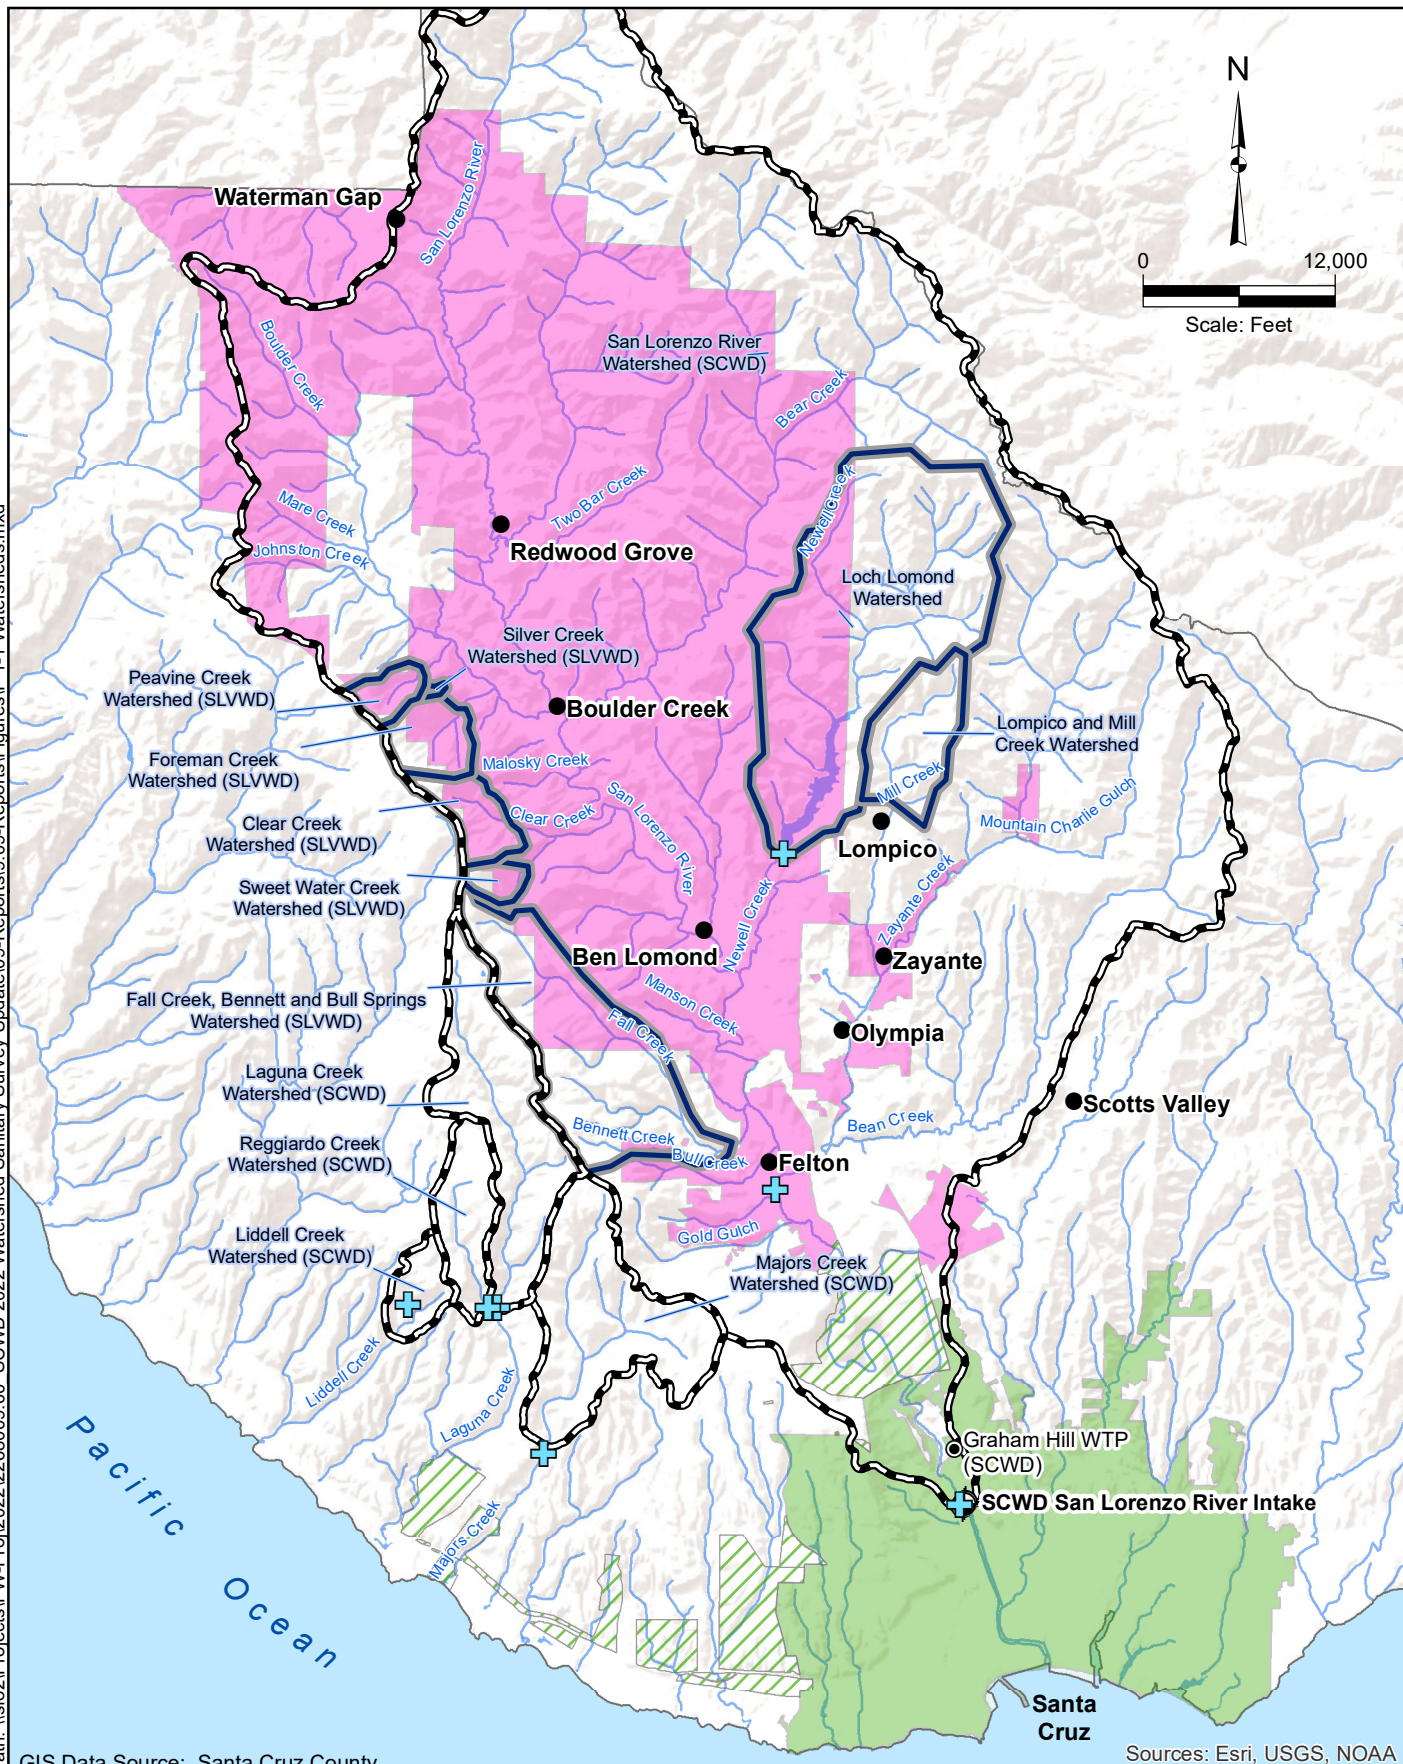 N
0 12,000
Scale: Feet
Waterman Gap
San Lorenzo River
Boulder Creek
San Lorenzo River
Watershed (SCWD)
Bear Creek
Two Bar Creek
Newell Creek
Mare Creek
Johnston Creek
Redwood Grove
Loch Lomond
Watershed
Silver Creek
Watershed (SLVWD)
Peavine Creek
Watershed (SLVWD)
Boulder Creek
Lompico and Mill
Creek Watershed
Foreman Creek
Watershed (SLVWD)
Malosky Creek
Mill Creek
San Lorenzo River
Clear Creek
Mountain Charlie Gulch
Clear Creek
Watershed (SLVWD)
Lompico
Sweet Water Creek
Watershed (SLVWD)
Zayante Creek
Newell Creek
Ben Lomond
Zayante
Manson Creek
Fall Creek, Bennett and Bull Springs
Watershed (SLVWD)
Fall Creek
Olympia
Laguna Creek
Watershed (SCWD)
Scotts Valley
Bean Creek
Bennett Creek
Reggiardo Creek
Watershed (SCWD)
Bull Creek
Felton
Gold Gulch
Liddell Creek
Watershed (SCWD)
Majors Creek
Watershed (SCWD)
Liddell Creek
Laguna Creek
Graham Hill WTP
(SCWD)
SCWD San Lorenzo River Intake
Majors Creek
Pacific
Ocean
Santa
Cruz
GIS Data Source: Santa Cruz County
Sources: Esri, USGS, NOAA